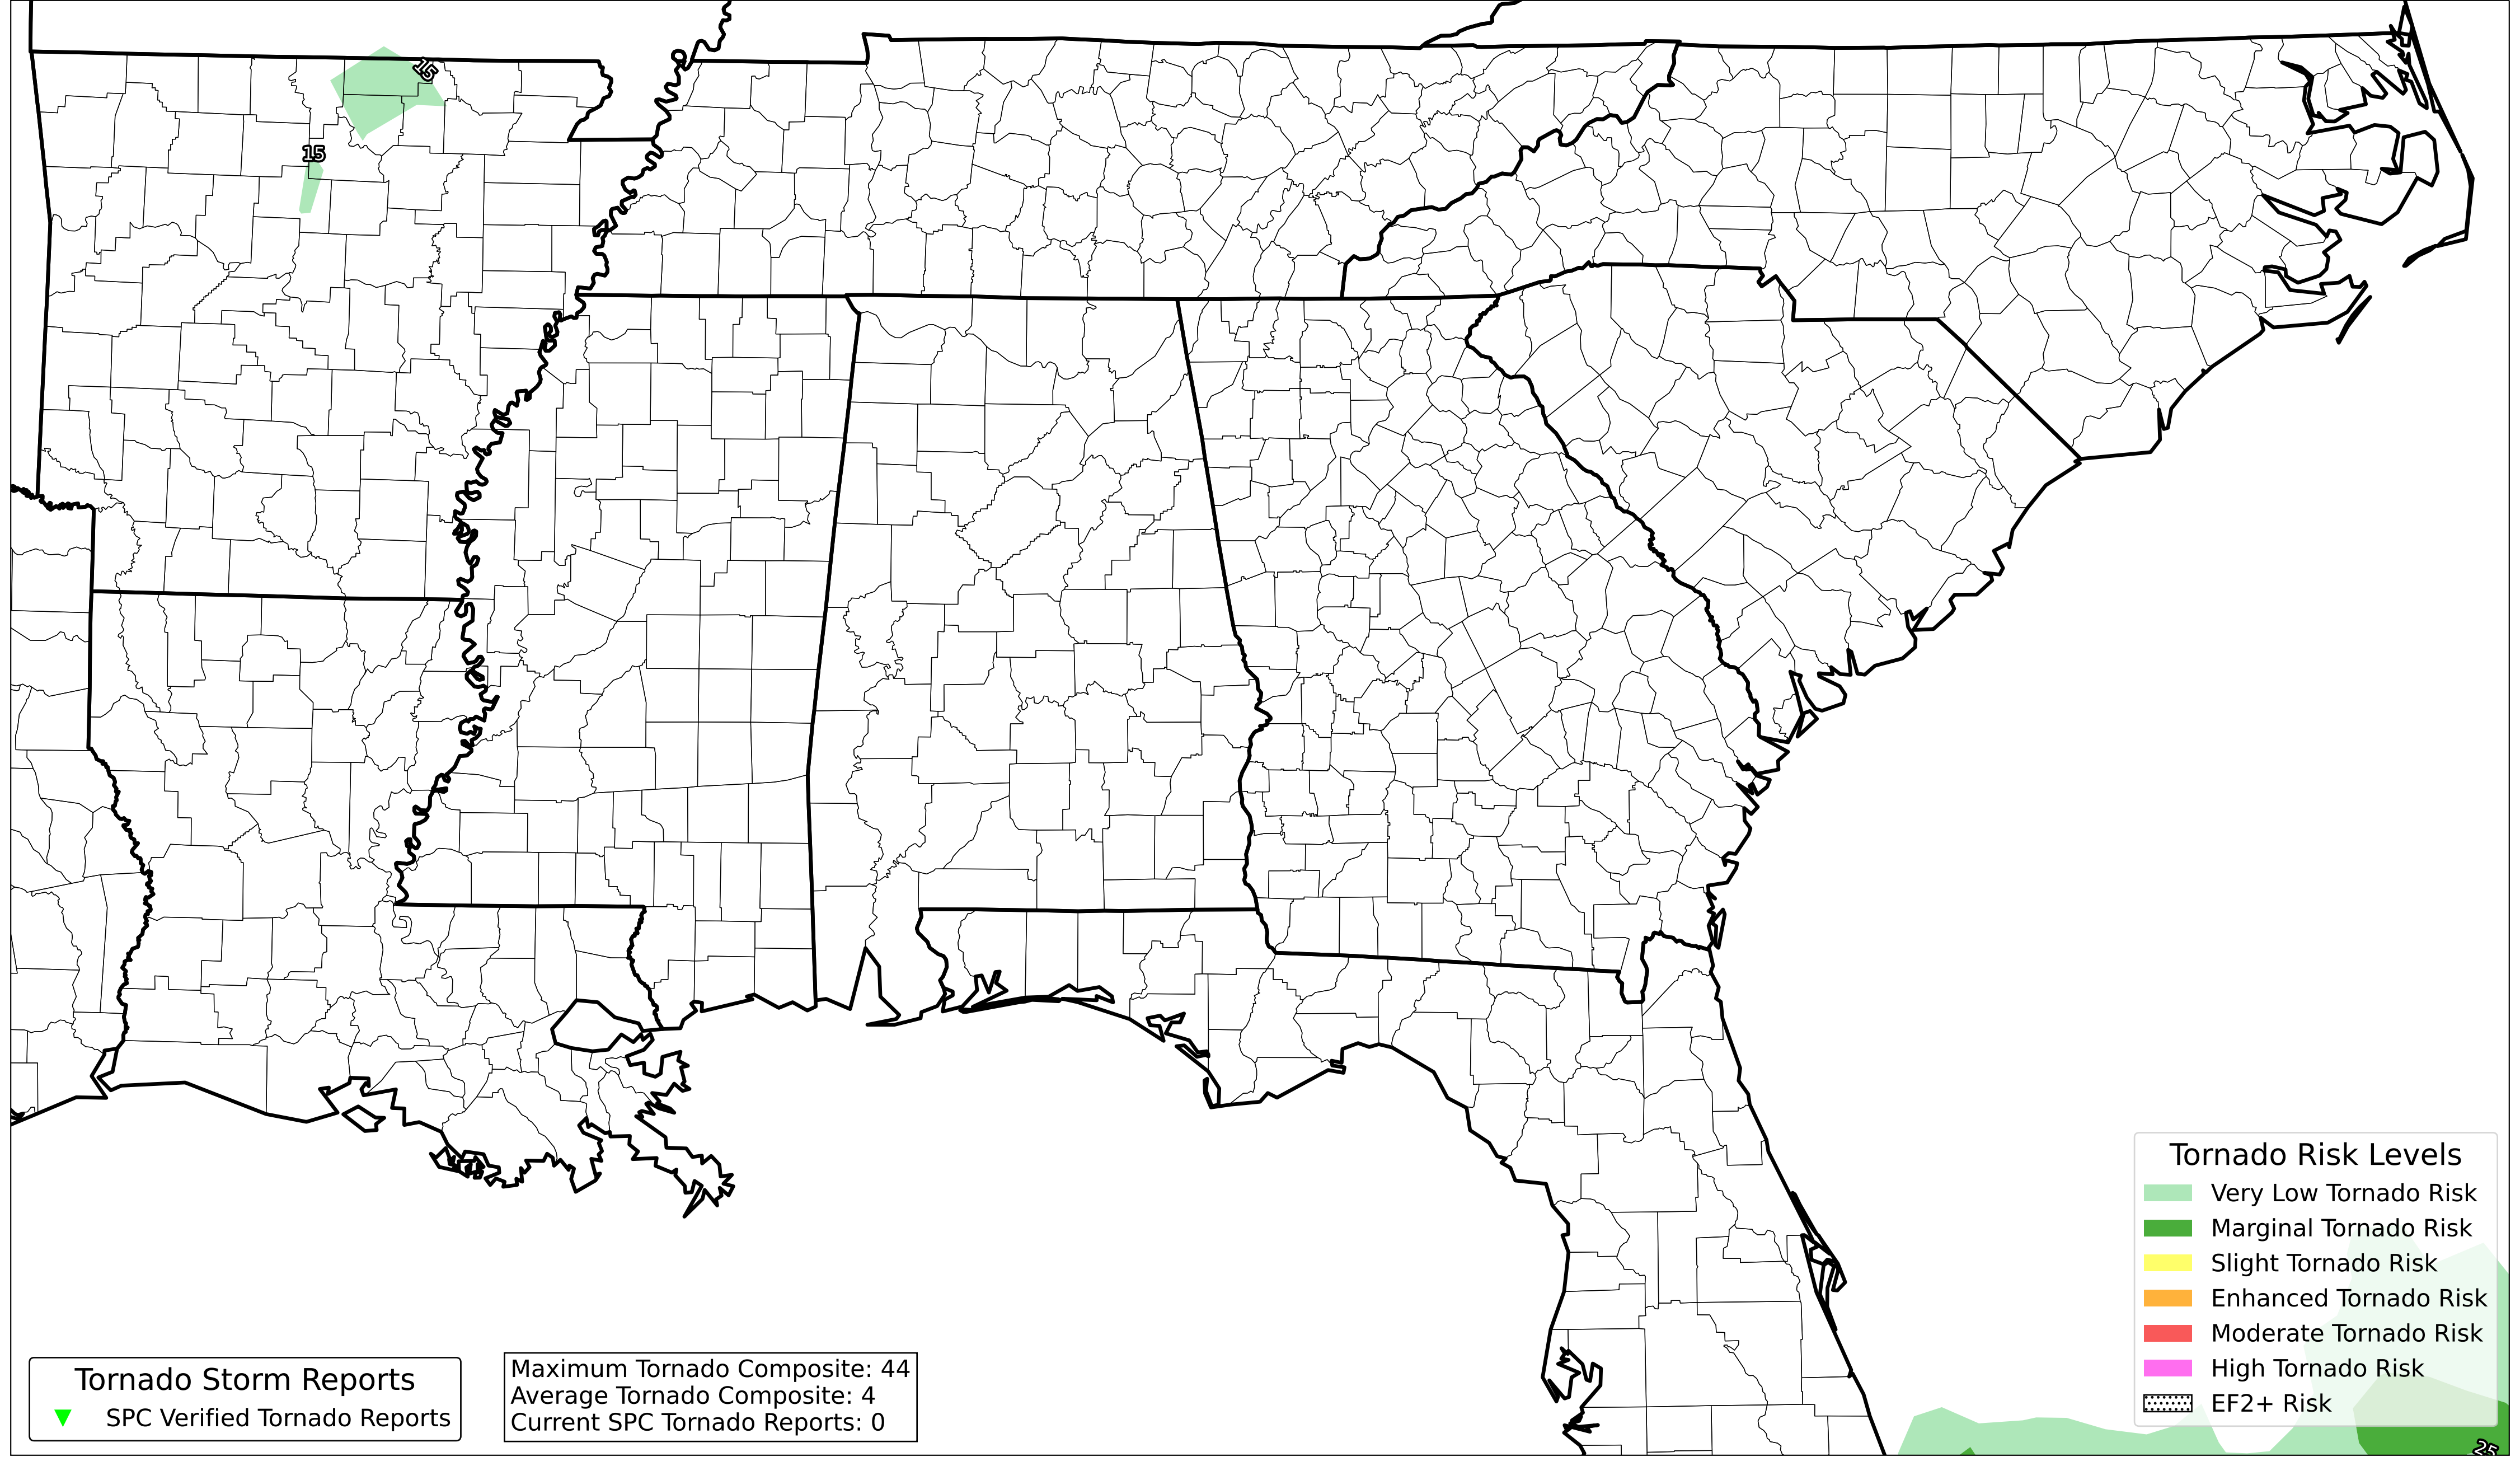 15
15
Tornado Risk Levels
Very Low Tornado Risk
Marginal Tornado Risk
Slight Tornado Risk
Enhanced Tornado Risk
Moderate Tornado Risk
High Tornado Risk
EF2+ Risk
Tornado Storm Reports
SPC Verified Tornado Reports
Maximum Tornado Composite: 44
Average Tornado Composite: 4
Current SPC Tornado Reports: 0
25